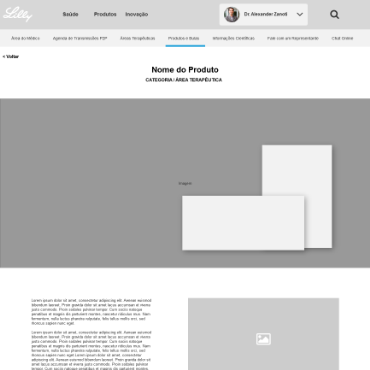 Lilly
Saúde
Produtos
Inovação
Dr. Alexander Zanoti
Área do Médico
Agenda de Transmissões P2P
Áreas Terapêuticas
Produtos e Bulas
Informações Científicas
Fale com um Representante
Chat Online
< Voltar
Nome do Produto
CATEGORIA / ÁREA TERAPÊUTICA
Imagem
Lorem ipsum dolor sit amet, consectetur adipiscing elit. Aenean euismod
bibendum laoreet. Proin gravida dolor sit amet lacus accumsan et viverra
justo commodo. Proin sodales pulvinar tempor. Cum sociis natoque
penatibus et magnis dis parturient montes, nascetur ridiculus mus. Nam
fermentum, nulla luctus pharetra vulputate, felis tellus mollis orci, sed
rhoncus sapien nunc eget.
Lorem ipsum dolor sit amet, consectetur adipiscing elit. Aenean euismod
bibendum laoreet. Proin gravida dolor sit amet lacus accumsan et viverra
justo commodo. Proin sodales pulvinar tempor. Cum sociis natoque
penatibus et magnis dis parturient montes, nascetur ridiculus mus. Nam
fermentum, nulla luctus pharetra vulputate, felis tellus mollis orci, sed
rhoncus sapien nunc eget. Lorem ipsum dolor sit amet, consectetur
adipiscing elit. Aenean euismod bibendum laoreet. Proin gravida dolor sit
amet lacus accumsan et viverra justo commodo. Proin sodales pulvinar